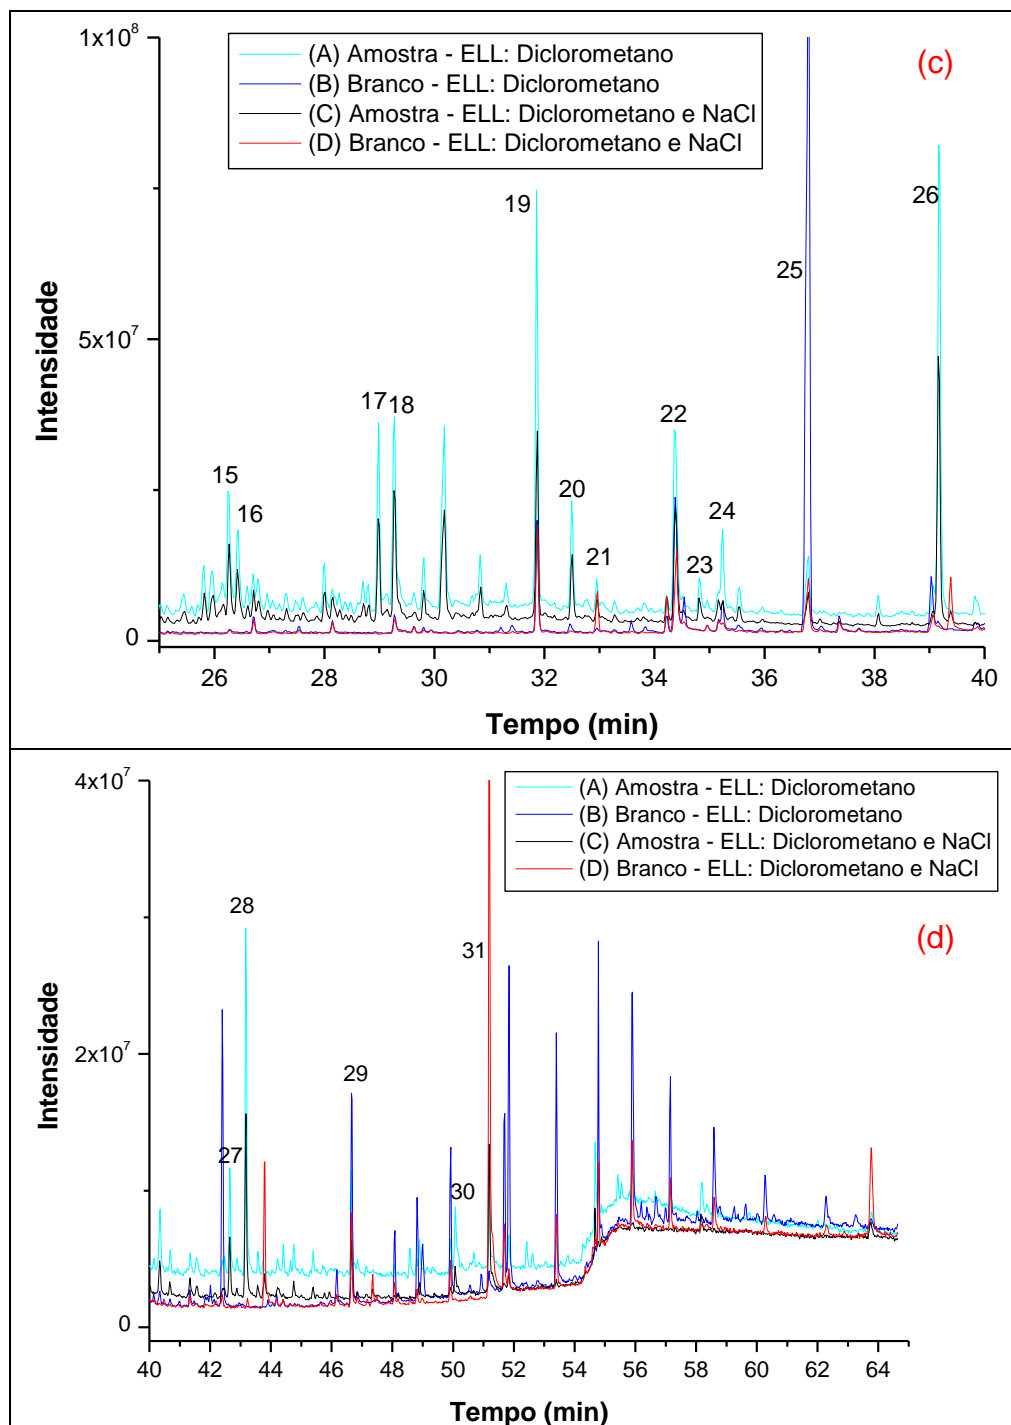 (A) Amostra - ELL: Diclorometano
(B) Branco - ELL: Diclorometano
(C) Amostra - ELL: Diclorometano e NaCl
(D) Branco - ELL: Diclorometano e NaCl
(c)
1x10⁸
5x10⁷
0
Intensidade
15
16
17
18
19
20
21
22
23
24
25
26
26 28 30 32 34 36 38 40
Tempo (min)
(A) Amostra - ELL: Diclorometano
(B) Branco - ELL: Diclorometano
(C) Amostra - ELL: Diclorometano e NaCl
(D) Branco - ELL: Diclorometano e NaCl
(d)
4x10⁷
2x10⁷
0
Intensidade
27
28
29
30
31
40 42 44 46 48 50 52 54 56 58 60 62 64
Tempo (min)